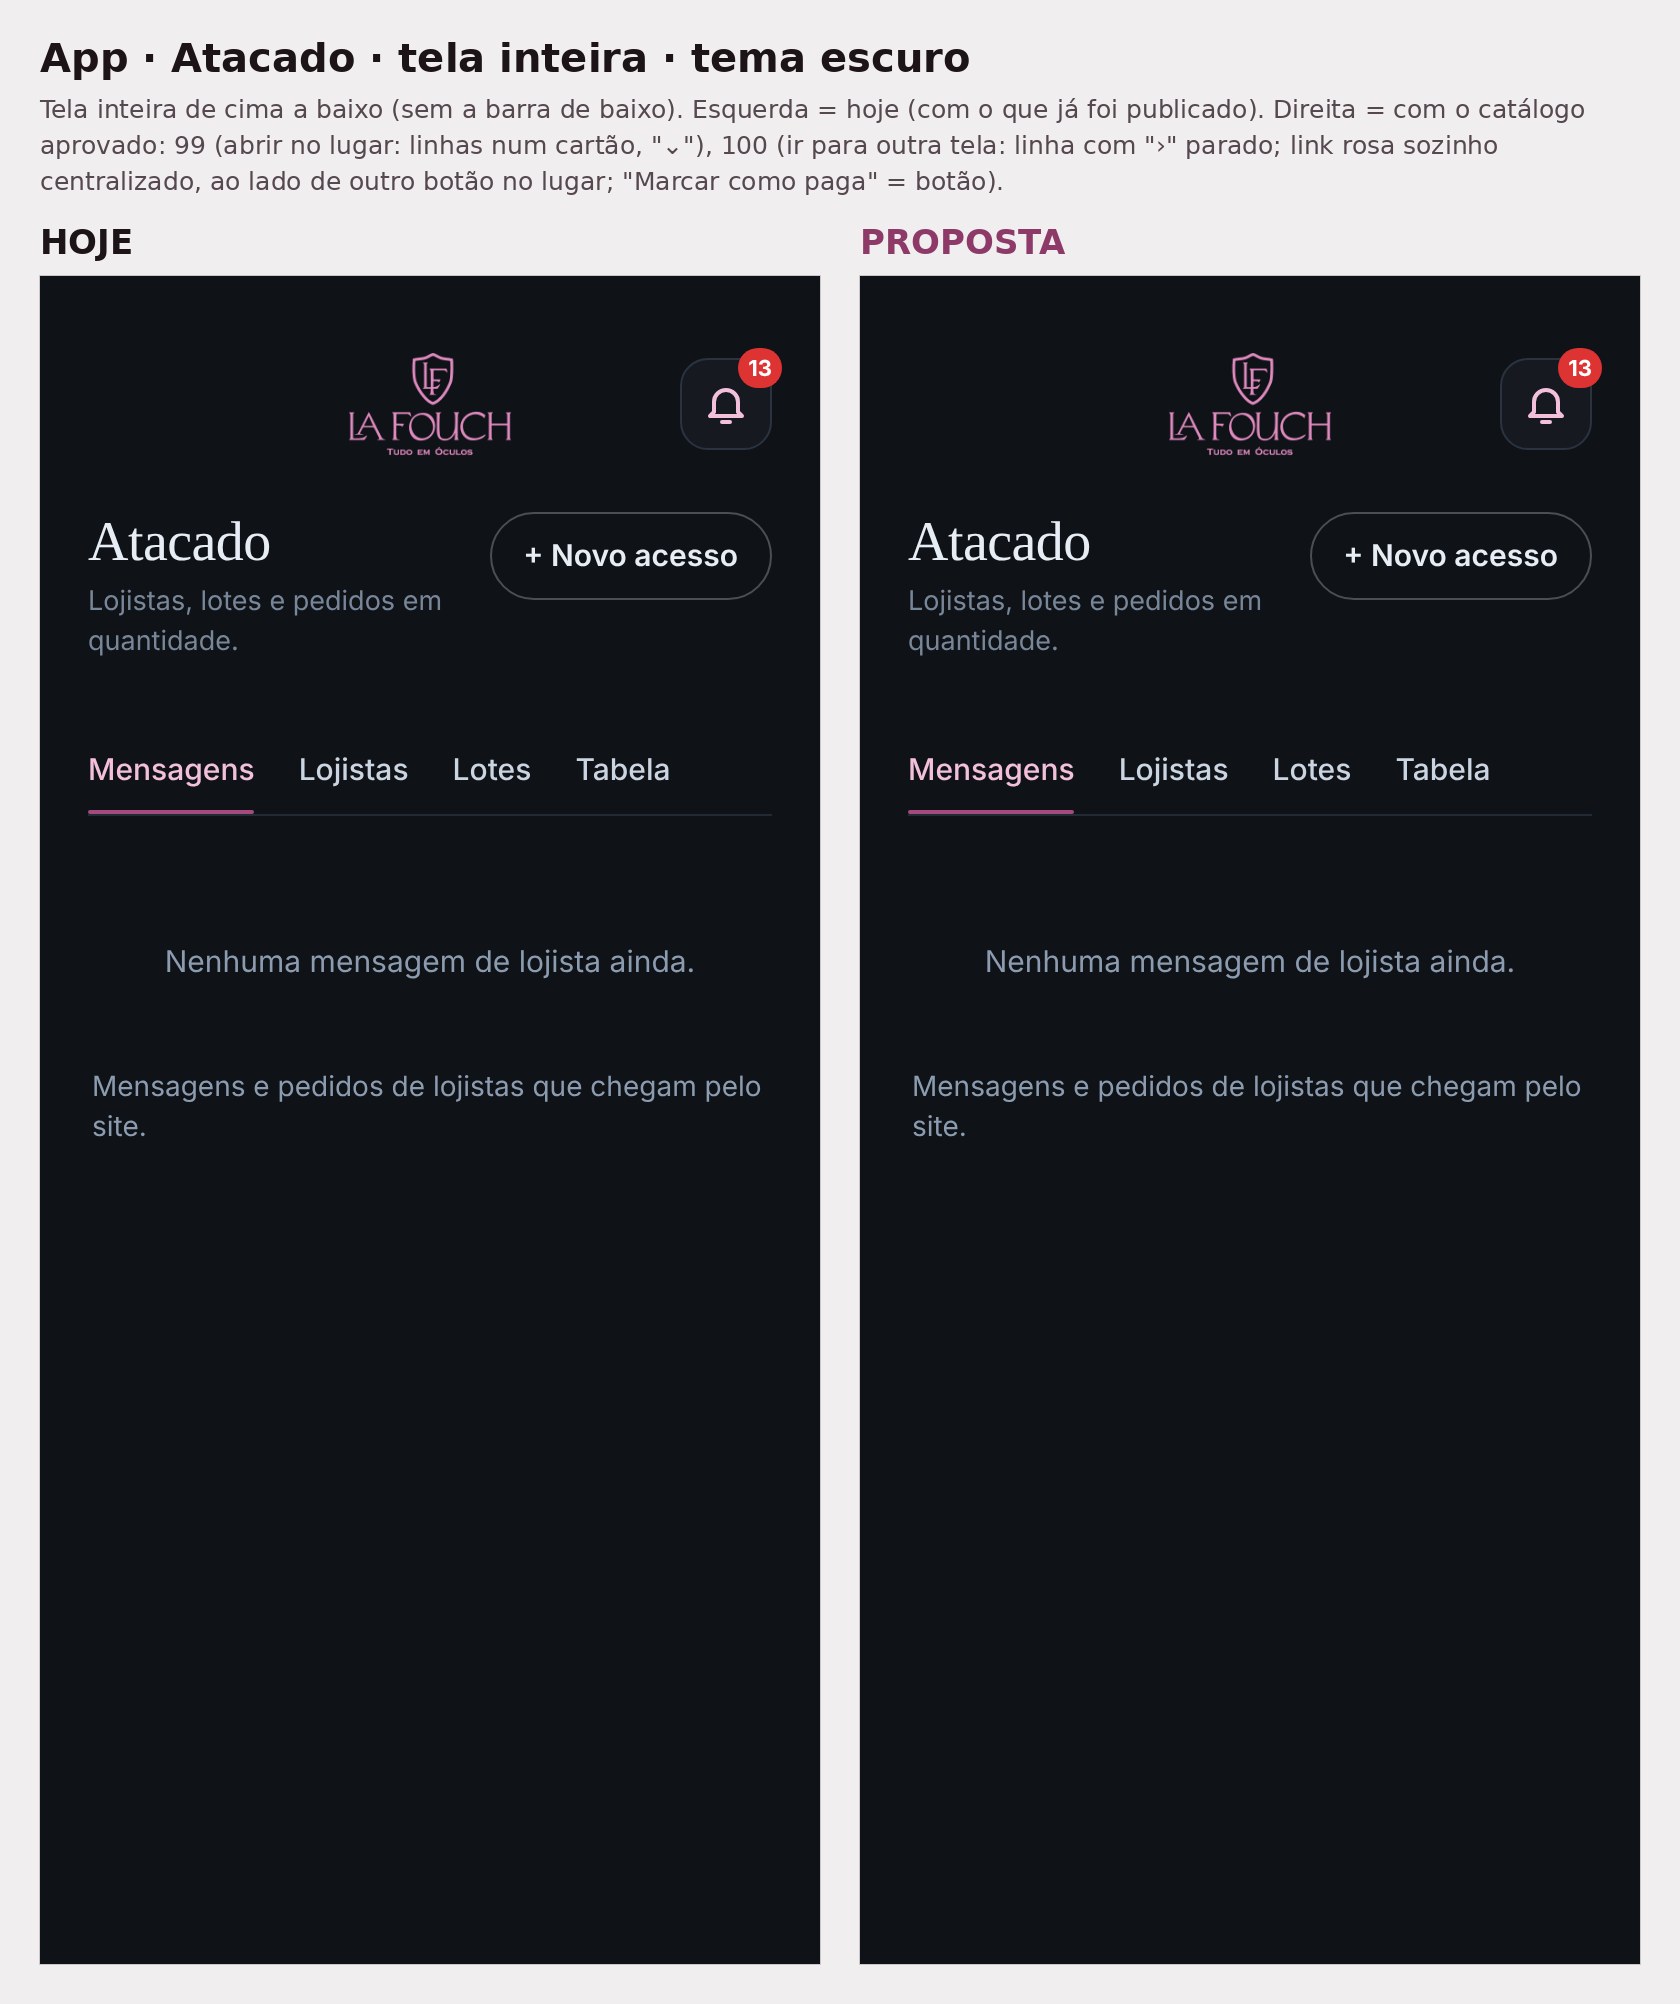 App · Atacado · tela inteira · tema escuro
Tela inteira de cima a baixo (sem a barra de baixo). Esquerda = hoje (com o que já foi publicado). Direita = com o catálogo
aprovado: 99 (abrir no lugar: linhas num cartão, "⌄"), 100 (ir para outra tela: linha com "›" parado; link rosa sozinho
centralizado, ao lado de outro botão no lugar; "Marcar como paga" = botão).
HOJE
LF
LA FOUCH
TUDO EM ÓCULOS
13
Atacado
+ Novo acesso
Lojistas, lotes e pedidos em
quantidade.
Mensagens Lojistas Lotes Tabela
Nenhuma mensagem de lojista ainda.
Mensagens e pedidos de lojistas que chegam pelo
site.
PROPOSTA
LF
LA FOUCH
TUDO EM ÓCULOS
13
Atacado
+ Novo acesso
Lojistas, lotes e pedidos em
quantidade.
Mensagens Lojistas Lotes Tabela
Nenhuma mensagem de lojista ainda.
Mensagens e pedidos de lojistas que chegam pelo
site.